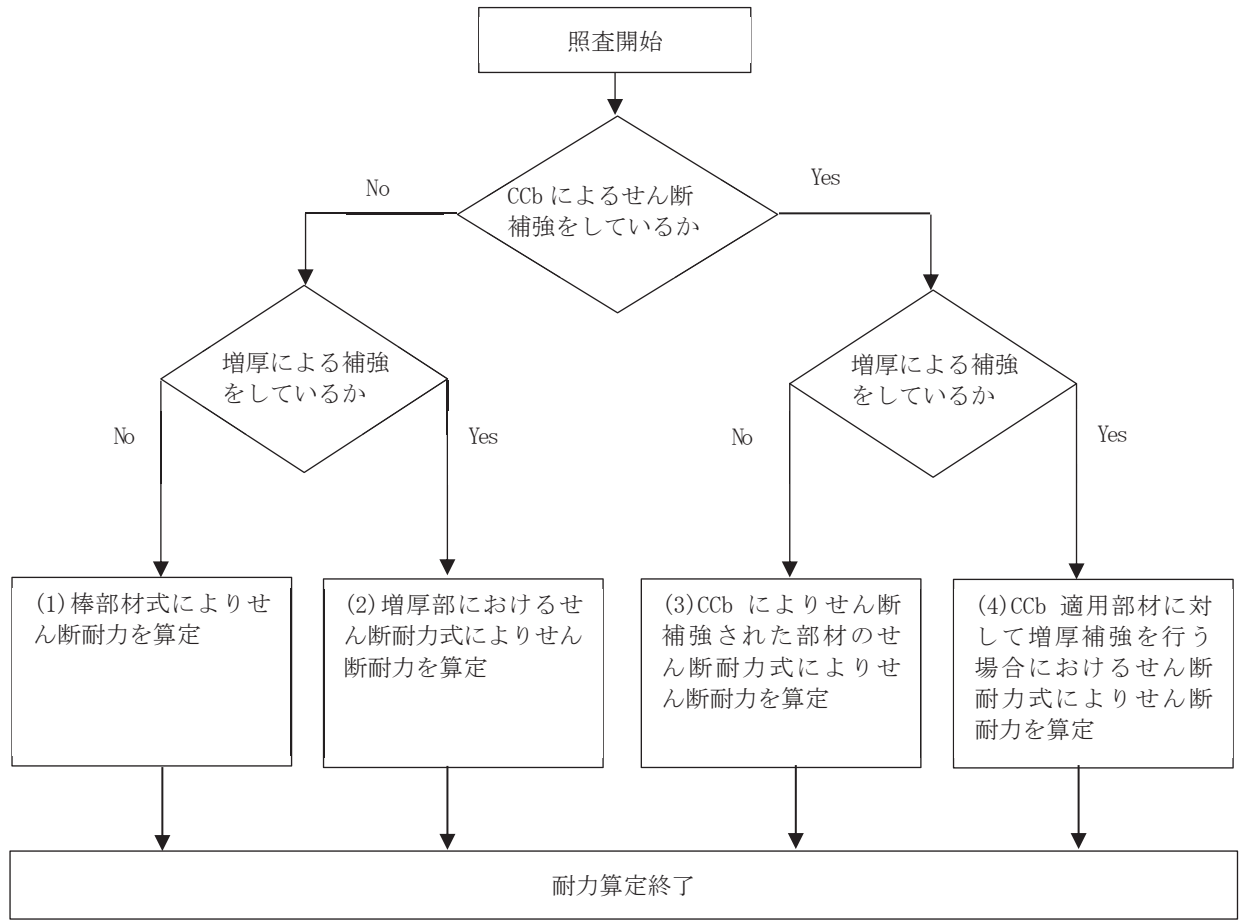 照査開始
No
CCb によるせん断
補強をしているか
Yes
増厚による補強
をしているか
増厚による補強
をしているか
No
Yes
No
Yes
(1)棒部材式によりせ
ん断耐力を算定
(2)増厚部におけるせ
ん断耐力式によりせん
断耐力を算定
(3)CCb によりせん断
補強された部材のせ
ん断耐力式によりせ
ん断耐力を算定
(4)CCb 適用部材に対
して増厚補強を行う
場合におけるせん断
耐力式によりせん断
耐力を算定
耐力算定終了